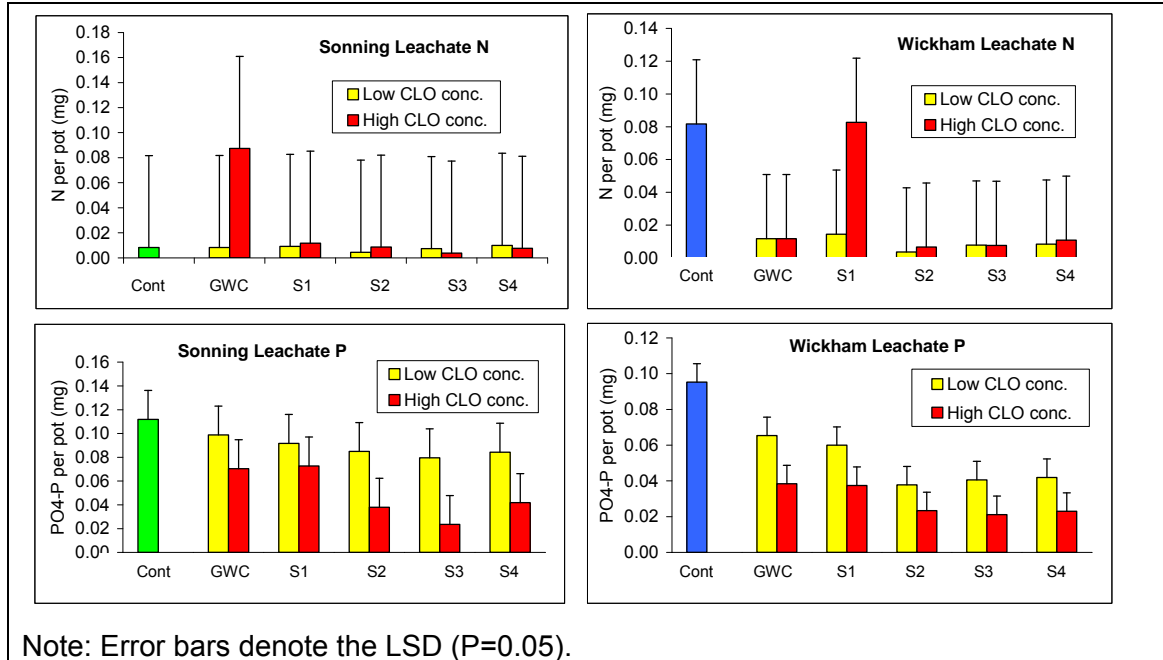 Sonning Leachate N
N per pot (mg)
0.18
0.16
0.14
0.12
0.10
0.08
0.06
0.04
0.02
0.00
Low CLO conc.
High CLO conc.
Cont GWC S1 S2 S3 S4
Wickham Leachate N
N per pot (mg)
0.14
0.12
0.10
0.08
0.06
0.04
0.02
0.00
Low CLO conc.
High CLO conc.
Cont GWC S1 S2 S3 S4
Sonning Leachate P
PO4-P per pot (mg)
0.16
0.14
0.12
0.10
0.08
0.06
0.04
0.02
0.00
Low CLO conc.
High CLO conc.
Cont GWC S1 S2 S3 S4
Wickham Leachate P
PO4-P per pot (mg)
0.12
0.10
0.08
0.06
0.04
0.02
0.00
Low CLO conc.
High CLO conc.
Cont GWC S1 S2 S3 S4
Note: Error bars denote the LSD (P=0.05).